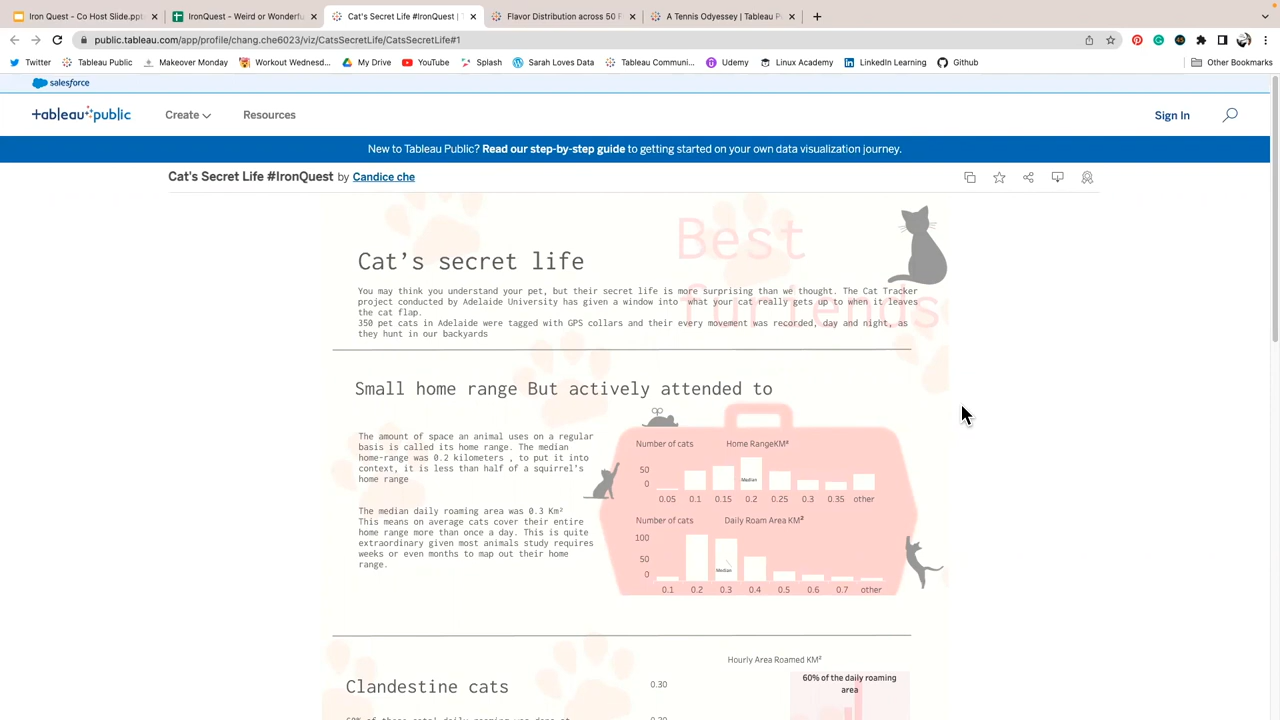 Iron Quest - Co Host Slide.ppt
IronQuest - Weird or Wonderfu
Cat's Secret Life #IronQuest |
Flavor Distribution across 50 F
A Tennis Odyssey | Tableau P
public.tableau.com/app/profile/chang.che6023/viz/CatsSecretLife/CatsSecretLife#1
Twitter
Tableau Public
Makeover Monday
Workout Wednesd...
My Drive
YouTube
Splash
Sarah Loves Data
Tableau Communi...
Udemy
Linux Academy
LinkedIn Learning
Github
Other Bookmarks
salesforce
+tableau public
Create
Resources
Sign In
New to Tableau Public? Read our step-by-step guide to getting started on your own data visualization journey.
Cat's Secret Life #IronQuest by Candice che
Best
furriends
Cat's secret life
You may think you understand your pet, but their secret life is more surprising than we thought. The Cat Tracker
project conducted by Adelaide University has given a window into what your cat really gets up to when it leaves
the cat flap.
350 pet cats in Adelaide were tagged with GPS collars and their every movement was recorded, day and night, as
they hunt in our backyards
Small home range But actively attended to
The amount of space an animal uses on a regular
basis is called its home range. The median
home-range was 0.2 kilometers , to put it into
context, it is less than half of a squirrel's
home range
The median daily roaming area was 0.3 Km²
This means on average cats cover their entire
home range more than once a day. This is quite
extraordinary given most animals study requires
weeks or even months to map out their home
range.
Number of cats
Home RangeKM²
50
0
Median
0.05 0.1 0.15 0.2 0.25 0.3 0.35 other
Number of cats
Daily Roam Area KM²
100
50
0
Median
0.1 0.2 0.3 0.4 0.5 0.6 0.7 other
Clandestine cats
Hourly Area Roamed KM²
0.30
60% of the daily roaming
area